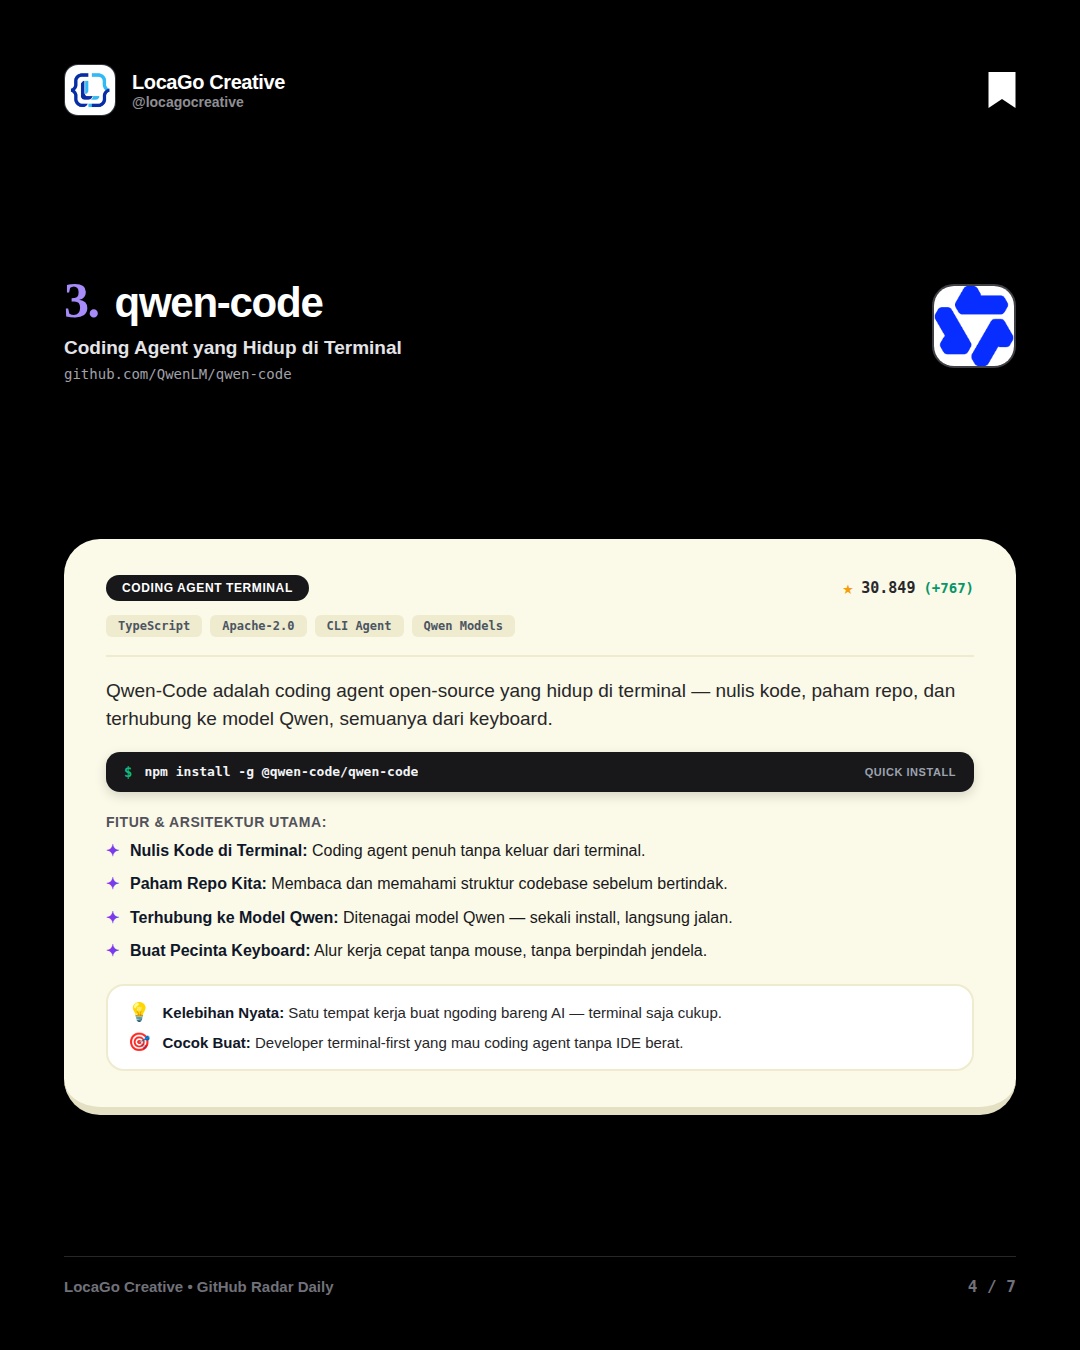 LocaGo Creative
@locagocreative
3. qwen-code
Coding Agent yang Hidup di Terminal
github.com/QwenLM/qwen-code
CODING AGENT TERMINAL
★ 30.849 (+767)
TypeScript Apache-2.0 CLI Agent Qwen Models
Qwen-Code adalah coding agent open-source yang hidup di terminal — nulis kode, paham repo, dan
terhubung ke model Qwen, semuanya dari keyboard.
$ npm install -g @qwen-code/qwen-code
QUICK INSTALL
FITUR & ARSITEKTUR UTAMA:
✦ Nulis Kode di Terminal: Coding agent penuh tanpa keluar dari terminal.
✦ Paham Repo Kita: Membaca dan memahami struktur codebase sebelum bertindak.
✦ Terhubung ke Model Qwen: Ditenagai model Qwen — sekali install, langsung jalan.
✦ Buat Pecinta Keyboard: Alur kerja cepat tanpa mouse, tanpa berpindah jendela.
💡 Kelebihan Nyata: Satu tempat kerja buat ngoding bareng AI — terminal saja cukup.
🎯 Cocok Buat: Developer terminal-first yang mau coding agent tanpa IDE berat.
LocaGo Creative • GitHub Radar Daily
4 / 7